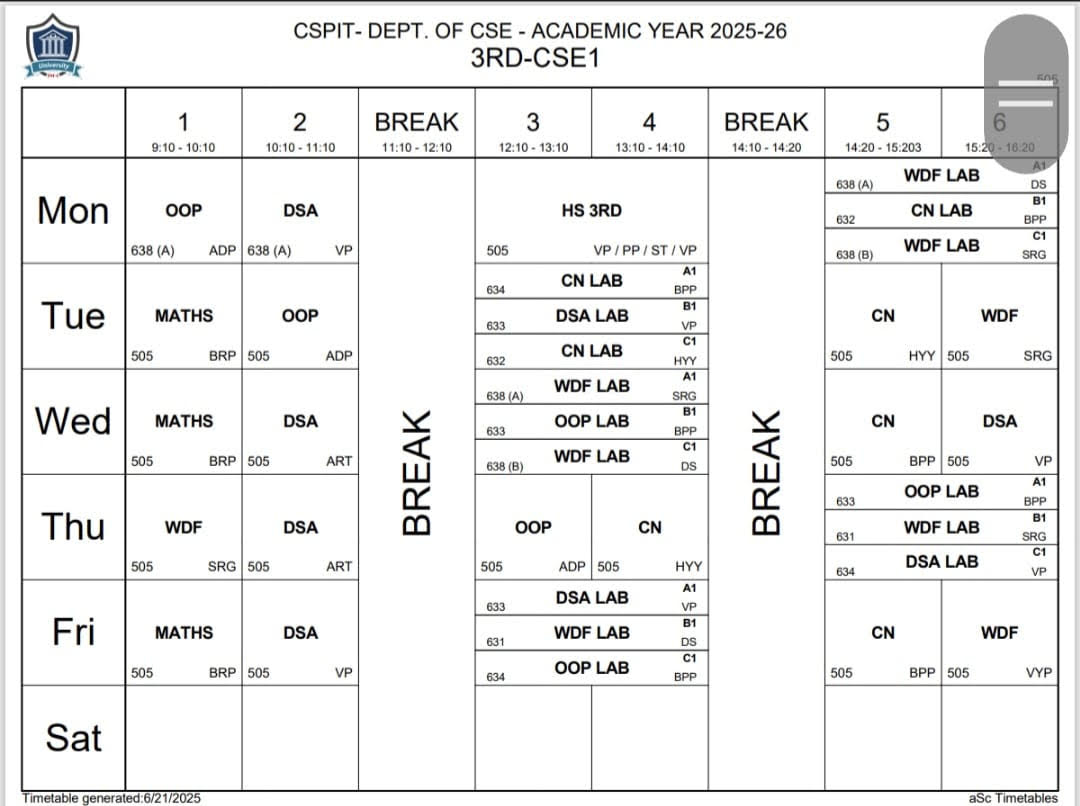 CSPIT- DEPT. OF CSE - ACADEMIC YEAR 2025-26
3RD-CSE1
University
505
1 2 BREAK 3 4 BREAK 5 6
9:10 - 10:10 10:10 - 11:10 11:10 - 12:10 12:10 - 13:10 13:10 - 14:10 14:10 - 14:20 14:20 - 15:203 15:20 - 16:20
Mon
OOP
638 (A) ADP
DSA
638 (A) VP
HS 3RD
505 VP / PP / ST / VP
WDF LAB A1
638 (A) DS
CN LAB B1
632 BPP
WDF LAB C1
638 (B) SRG
Tue
MATHS
505 BRP
OOP
505 ADP
CN LAB A1
634 BPP
DSA LAB B1
633 VP
CN LAB C1
632 HYY
CN
505 HYY
WDF
505 SRG
Wed
MATHS
505 BRP
DSA
505 ART
BREAK
WDF LAB A1
638 (A) SRG
OOP LAB B1
633 BPP
WDF LAB C1
638 (B) DS
BREAK
CN
505 BPP
DSA
505 VP
Thu
WDF
505 SRG
DSA
505 ART
OOP
505 ADP
CN
505 HYY
OOP LAB A1
633 BPP
WDF LAB B1
631 SRG
DSA LAB C1
634 VP
Fri
MATHS
505 BRP
DSA
505 VP
DSA LAB A1
633 VP
WDF LAB B1
631 DS
OOP LAB C1
634 BPP
CN
505 BPP
WDF
505 VYP
Sat
Timetable generated:6/21/2025 aSc Timetables